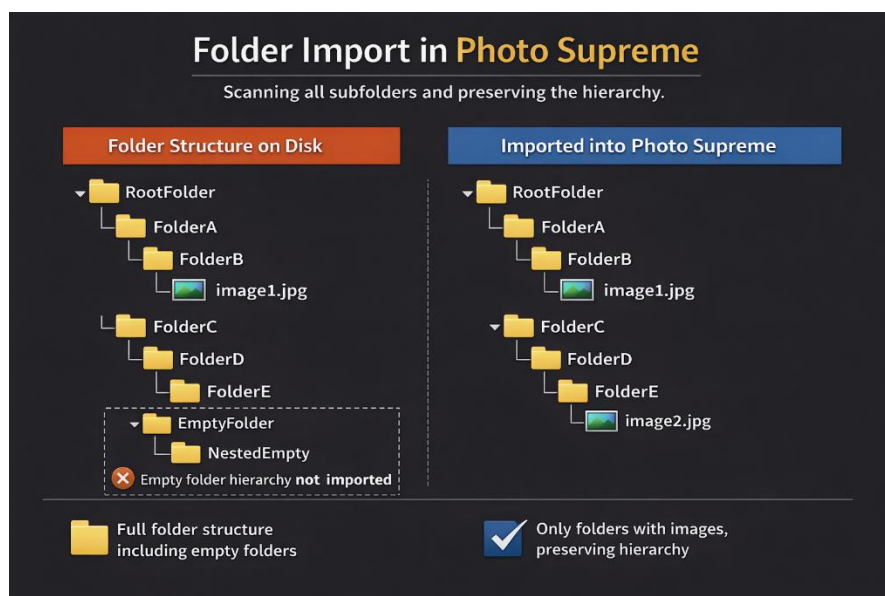 Folder Import in Photo Supreme
Scanning all subfolders and preserving the hierarchy.
Folder Structure on Disk
RootFolder
FolderA
FolderB
image1.jpg
FolderC
FolderD
FolderE
EmptyFolder
NestedEmpty
Empty folder hierarchy not imported
Imported into Photo Supreme
RootFolder
FolderA
FolderB
image1.jpg
FolderC
FolderD
FolderE
image2.jpg
Full folder structure
including empty folders
Only folders with images,
preserving hierarchy